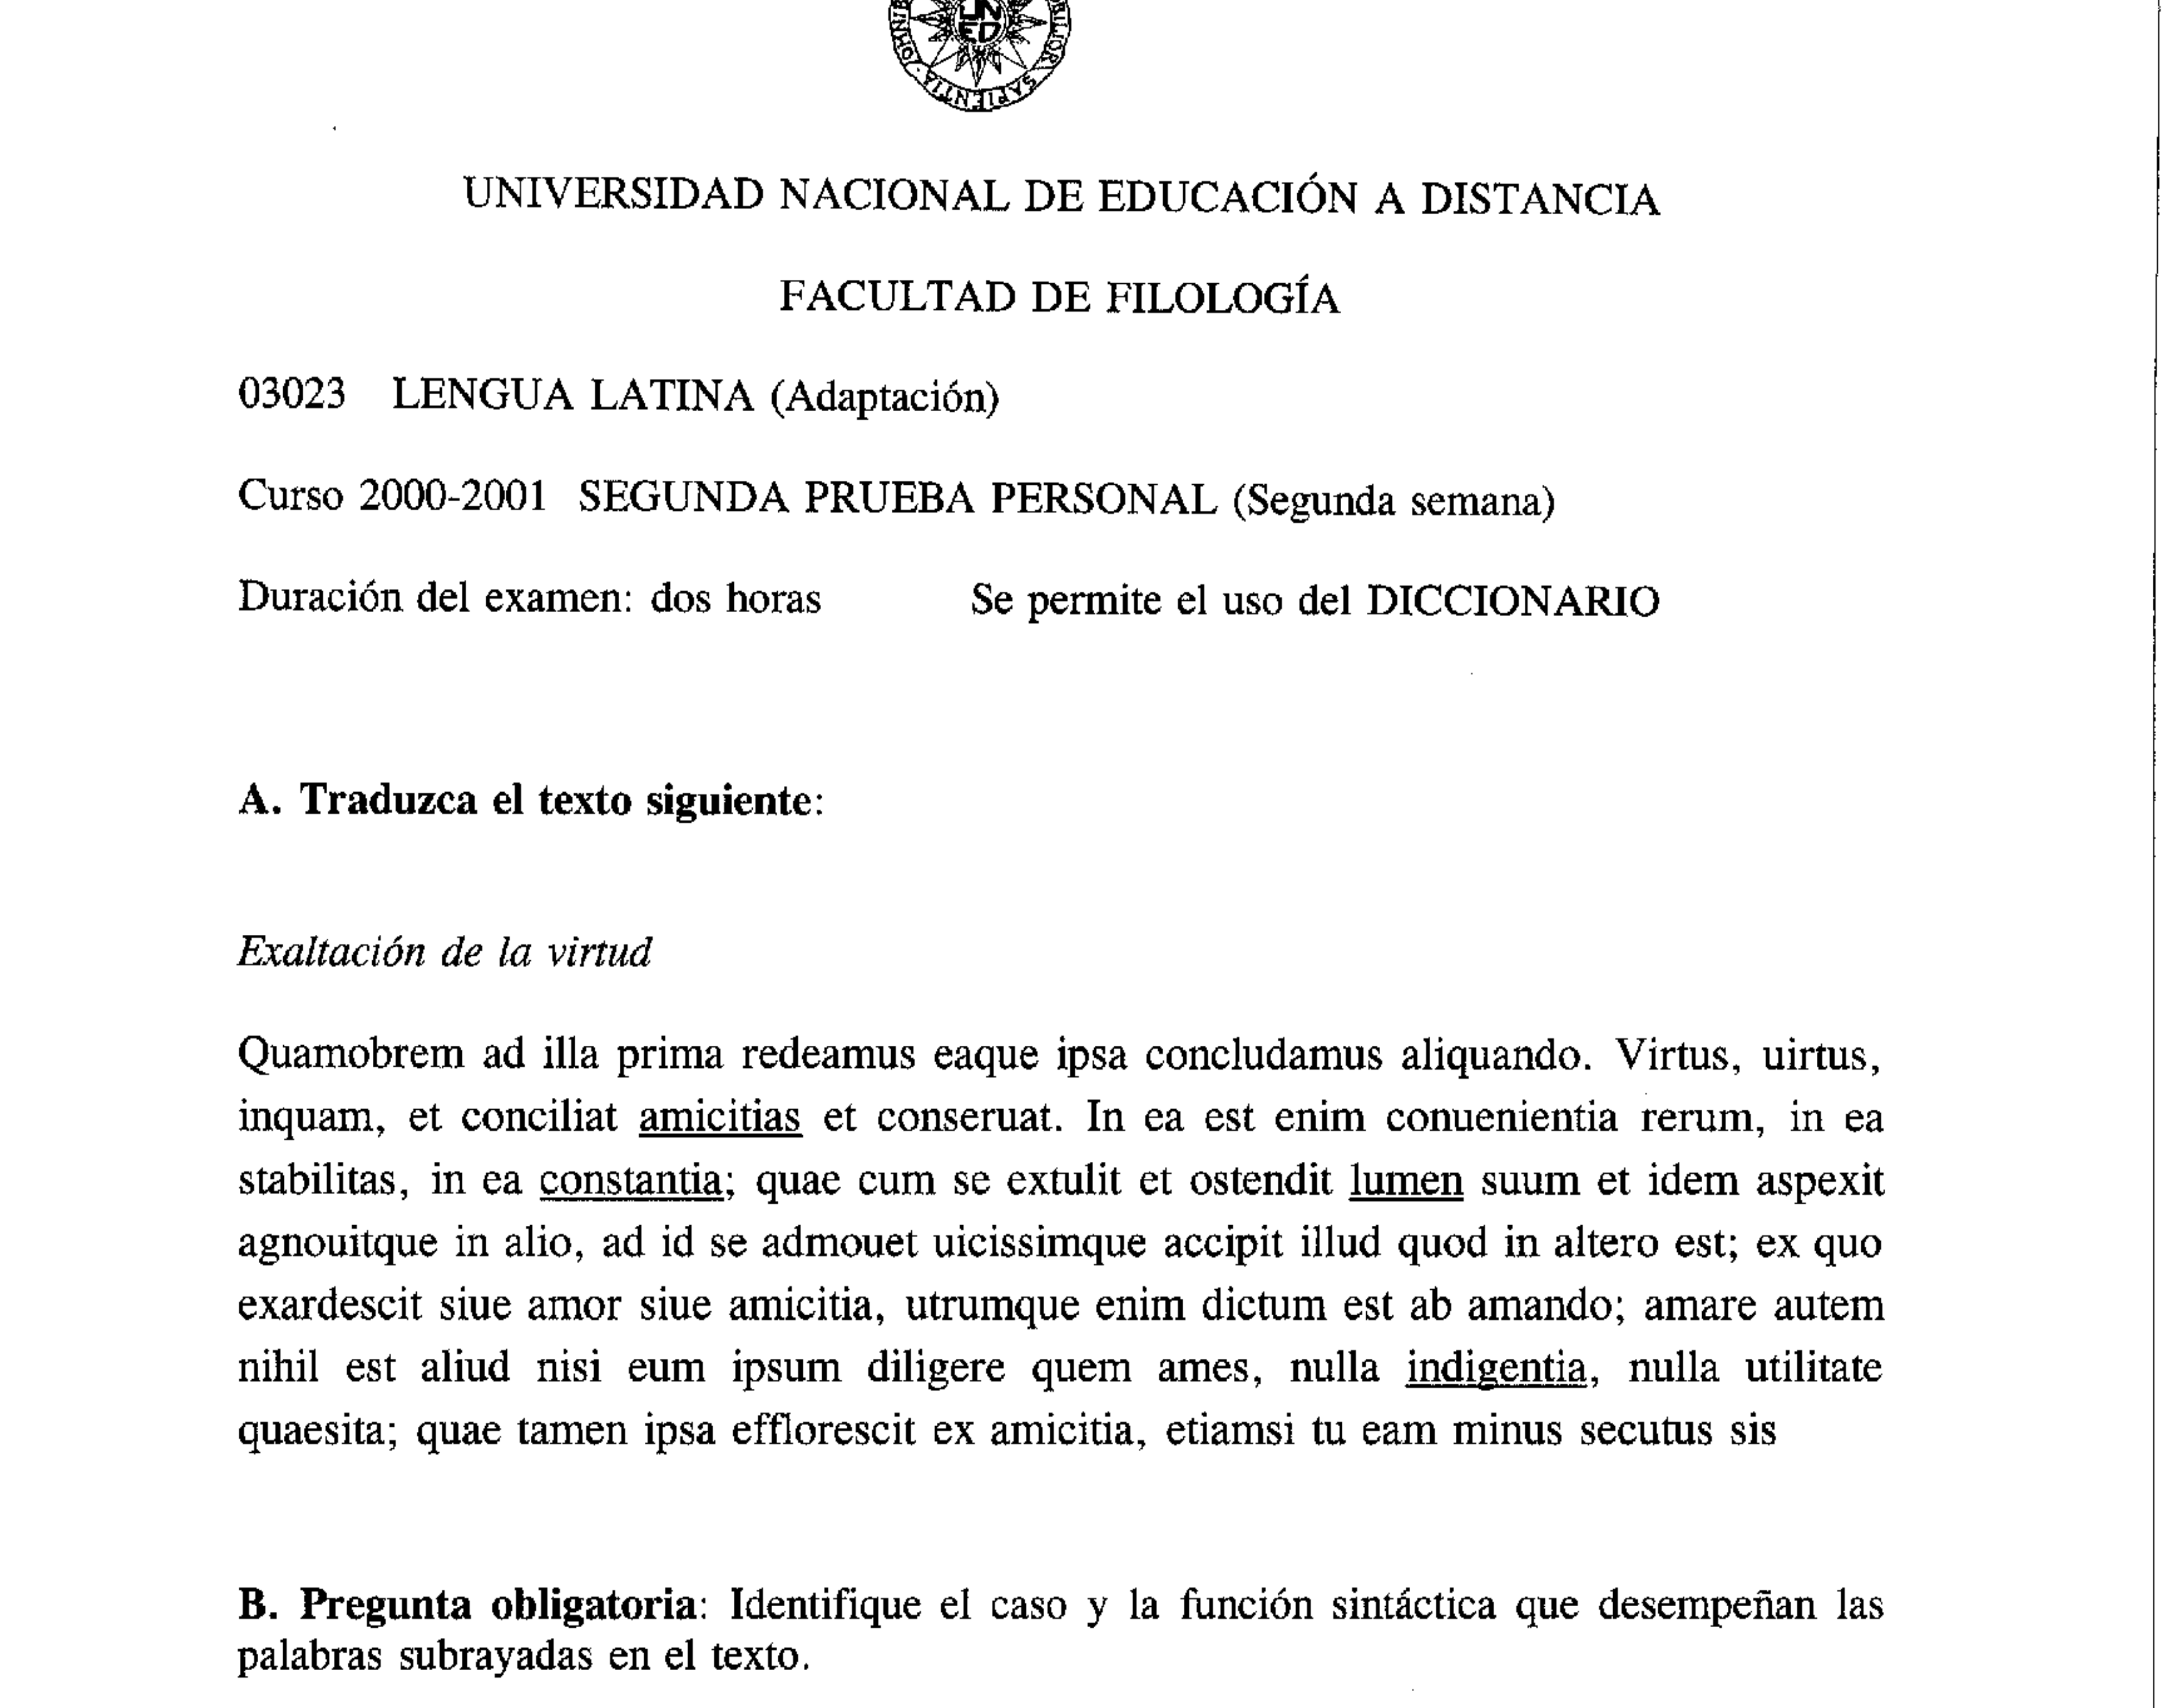 UN
ED
SAPIENTIA
UNIVERSIDAD NACIONAL DE EDUCACIÓN A DISTANCIA
FACULTAD DE FILOLOGÍA
03023 LENGUA LATINA (Adaptación)
Curso 2000-2001 SEGUNDA PRUEBA PERSONAL (Segunda semana)
Duración del examen: dos horas Se permite el uso del DICCIONARIO
A. Traduzca el texto siguiente:
Exaltación de la virtud
Quamobrem ad illa prima redeamus eaque ipsa concludamus aliquando. Virtus, uirtus,
inquam, et conciliat amicitias et conseruat. In ea est enim conuenientia rerum, in ea
stabilitas, in ea constantia; quae cum se extulit et ostendit lumen suum et idem aspexit
agnouitque in alio, ad id se admouet uicissimque accipit illud quod in altero est; ex quo
exardescit siue amor siue amicitia, utrumque enim dictum est ab amando; amare autem
nihil est aliud nisi eum ipsum diligere quem ames, nulla indigentia, nulla utilitate
quaesita; quae tamen ipsa efflorescit ex amicitia, etiamsi tu eam minus secutus sis
B. Pregunta obligatoria: Identifique el caso y la función sintáctica que desempeñan las
palabras subrayadas en el texto.